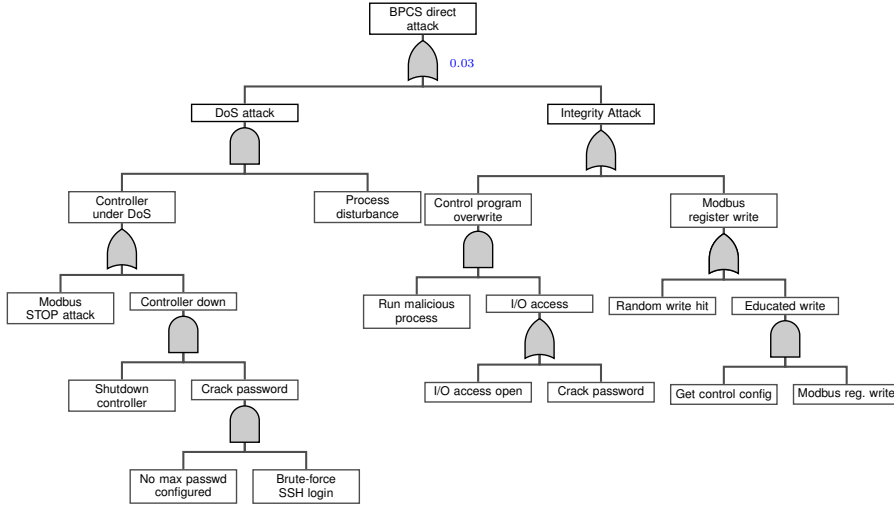 BPCS direct
attack
0.03
DoS attack
Integrity Attack
Controller
under DoS
Process
disturbance
Control program
overwrite
Modbus
register write
Modbus
STOP attack
Controller down
Run malicious
process
I/O access
Random write hit
Educated write
Shutdown
controller
Crack password
I/O access open
Crack password
Get control config
Modbus reg. write
No max passwd
configured
Brute-force
SSH login